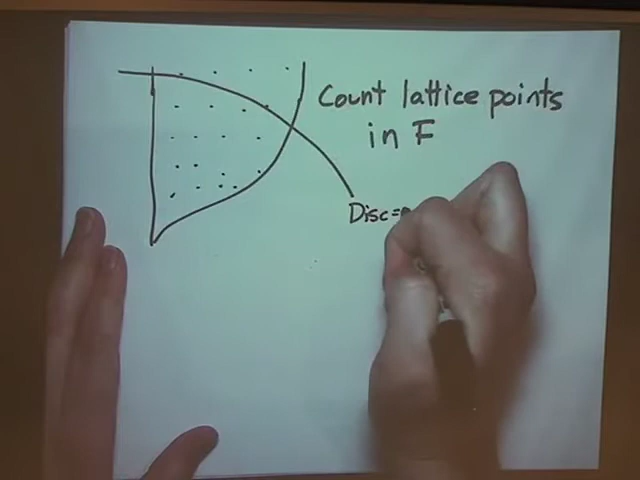 Count lattice points
in F
Disc=